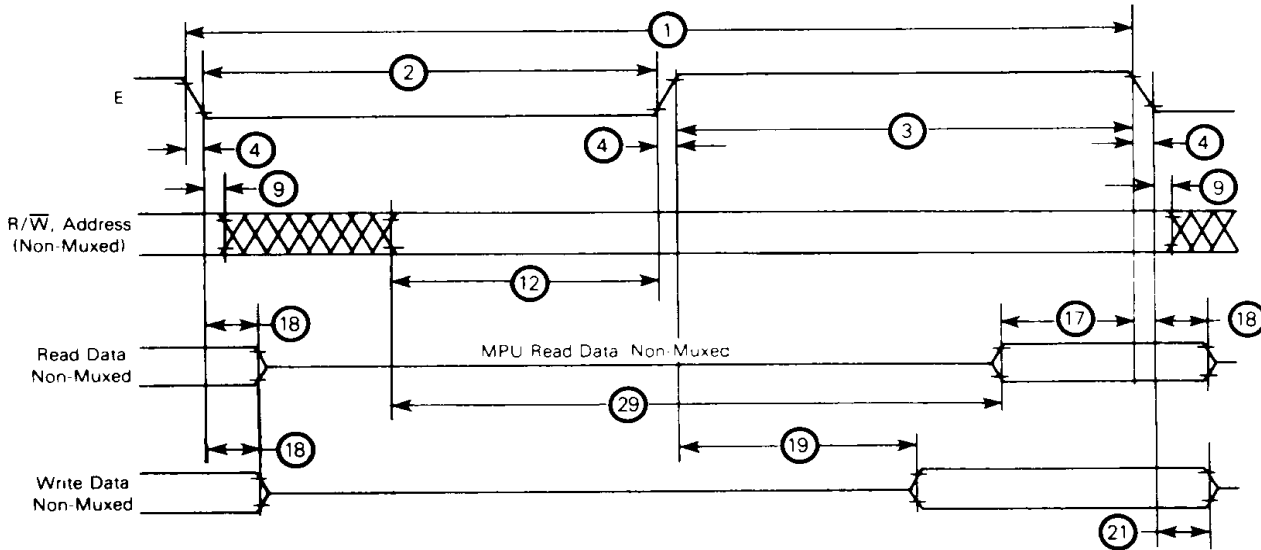 1
2
E
4
4
3
4
9
9
R/W, Address
(Non-Muxed)
12
18
17
18
Read Data
Non-Muxed
MPU Read Data Non-Muxed
29
18
19
Write Data
Non-Muxed
21